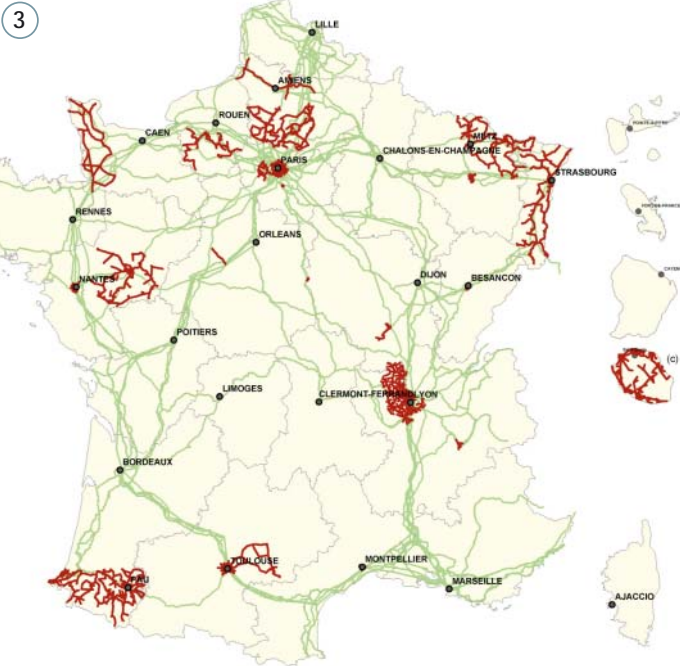 3
LILLE
AMIENS
ROUEN
CAEN
METZ
CHALONS-EN-CHAMPAGNE
PARIS
STRASBOURG
RENNES
ORLEANS
NANTES
DIJON
BESANCON
POITIERS
(c)
LIMOGES
CLERMONT-FERRAND
LYON
BORDEAUX
TOULOUSE
MONTPELLIER
PAU
MARSEILLE
AJACCIO